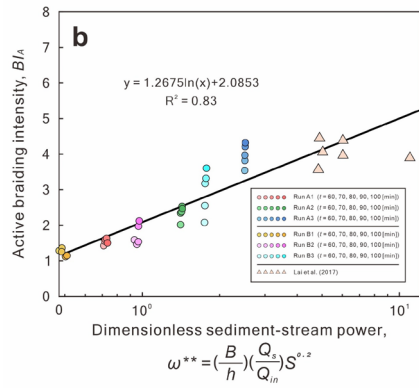 b
y = 1.2675ln(x)+2.0853
R² = 0.83
Active braiding intensity, BI_A
8
7
6
5
4
3
2
1
0
Run A1 (t = 60, 70, 80, 90, 100 [min])
Run A2 (t = 60, 70, 80, 90, 100 [min])
Run A3 (t = 60, 70, 80, 90, 100 [min])
Run B1 (t = 60, 70, 80, 90, 100 [min])
Run B2 (t = 60, 70, 80, 90, 100 [min])
Run B3 (t = 60, 70, 80, 90, 100 [min])
Lai et al. (2017)
0 10⁰ 10¹
Dimensionless sediment-stream power,
ω** = (B/h)(Q_s/Q_in)S^0.2